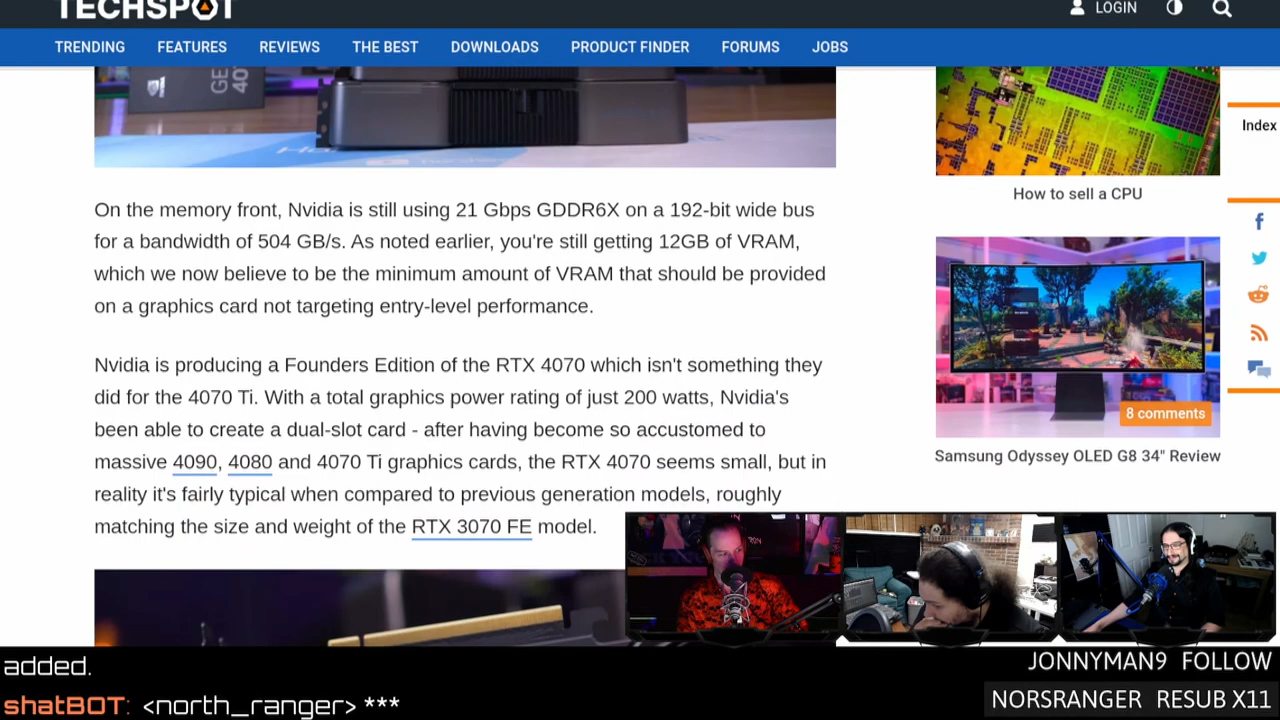 TECHSPOT
LOGIN
TRENDING FEATURES REVIEWS THE BEST DOWNLOADS PRODUCT FINDER FORUMS JOBS
On the memory front, Nvidia is still using 21 Gbps GDDR6X on a 192-bit wide bus
for a bandwidth of 504 GB/s. As noted earlier, you're still getting 12GB of VRAM,
which we now believe to be the minimum amount of VRAM that should be provided
on a graphics card not targeting entry-level performance.
Nvidia is producing a Founders Edition of the RTX 4070 which isn't something they
did for the 4070 Ti. With a total graphics power rating of just 200 watts, Nvidia's
been able to create a dual-slot card - after having become so accustomed to
massive 4090, 4080 and 4070 Ti graphics cards, the RTX 4070 seems small, but in
reality it's fairly typical when compared to previous generation models, roughly
matching the size and weight of the RTX 3070 FE model.
How to sell a CPU
8 comments
Samsung Odyssey OLED G8 34" Review
Index
added.
shatBOT: <north_ranger> ***
JONNYMAN9 FOLLOW
NORSRANGER RESUB X11